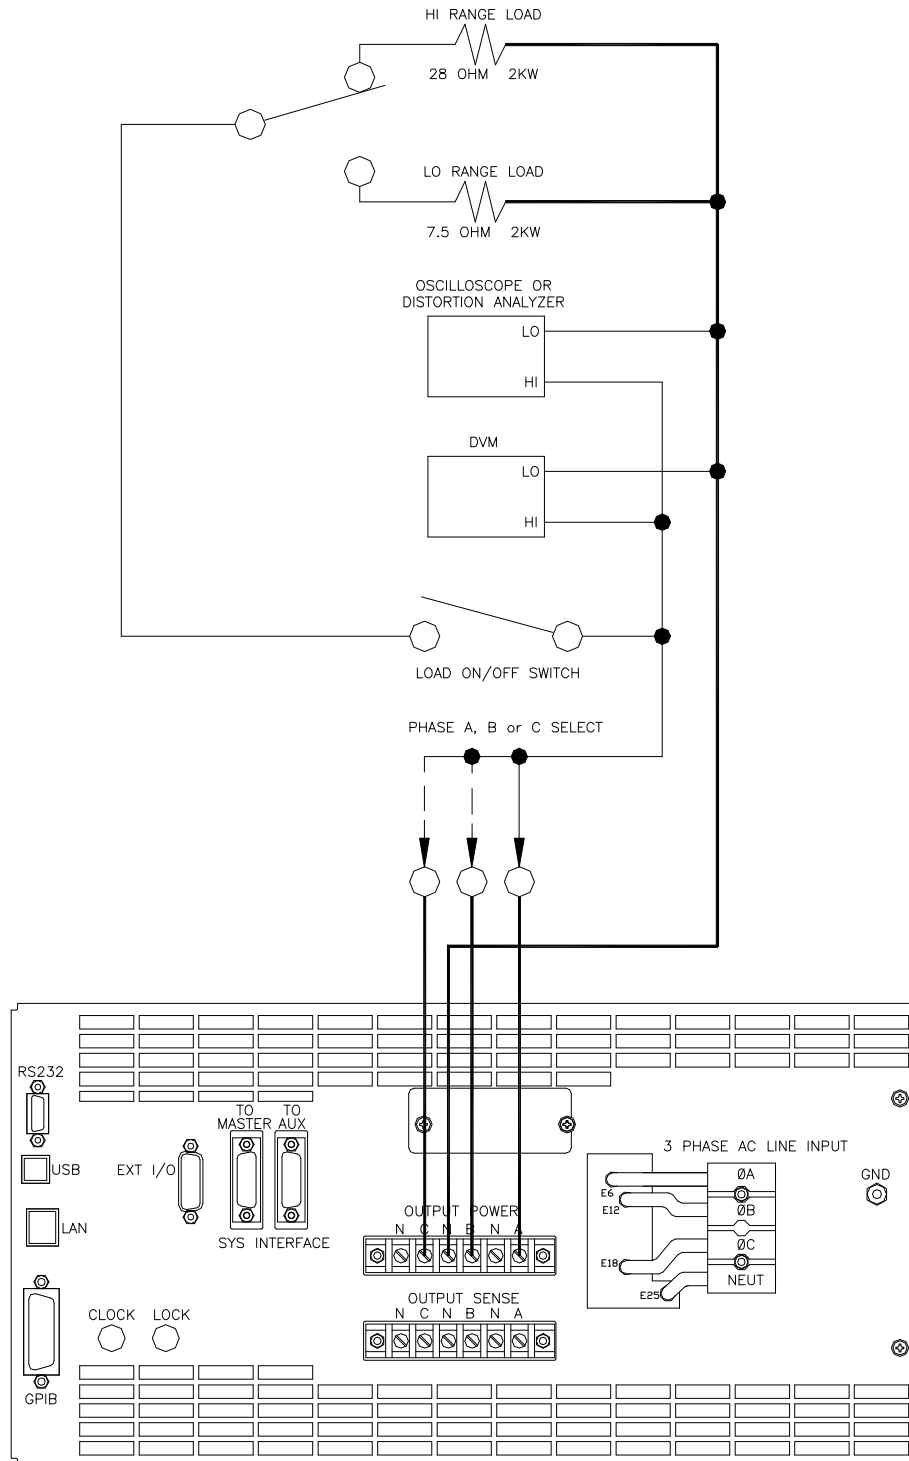 HI RANGE LOAD
28 OHM 2KW
LO RANGE LOAD
7.5 OHM 2KW
OSCILLOSCOPE OR
DISTORTION ANALYZER
LO
HI
DVM
LO
HI
LOAD ON/OFF SWITCH
PHASE A, B or C SELECT
RS232
TO MASTER
TO AUX
3 PHASE AC LINE INPUT
USB
EXT I/O
ØA
GND
E6
E12
ØB
OUTPUT POWER
N C N B N A
LAN
SYS INTERFACE
ØC
E18
NEUT
E25
OUTPUT SENSE
N C N B N A
CLOCK
LOCK
GPIB